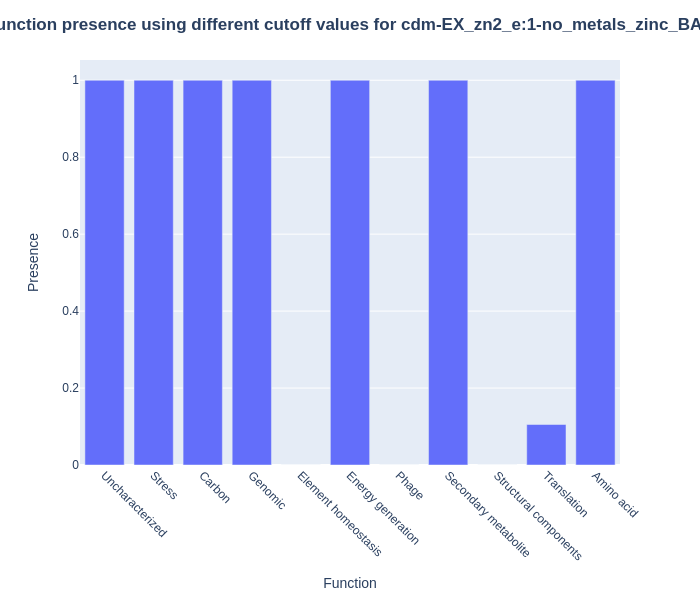 unction presence using different cutoff values for cdm-EX_zn2_e:1-no_metals_zinc_BA
Presence
1
0.8
0.6
0.4
0.2
0
Uncharacterized
Stress
Carbon
Genomic
Element homeostasis
Energy generation
Phage
Secondary metabolite
Structural components
Translation
Amino acid
Function